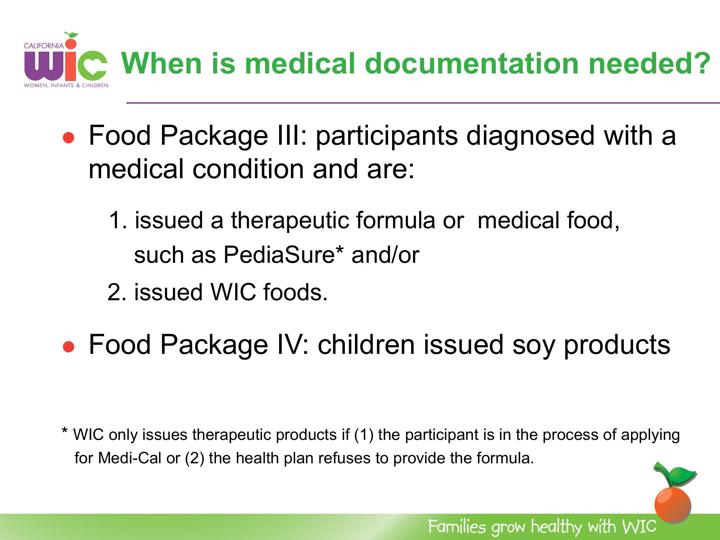 CALIFORNIA
WIC
WOMEN, INFANTS & CHILDREN
When is medical documentation needed?
• Food Package III: participants diagnosed with a
medical condition and are:
1. issued a therapeutic formula or  medical food,
such as PediaSure* and/or
2. issued WIC foods.
• Food Package IV: children issued soy products
* WIC only issues therapeutic products if (1) the participant is in the process of applying
for Medi-Cal or (2) the health plan refuses to provide the formula.
Families grow healthy with WIC